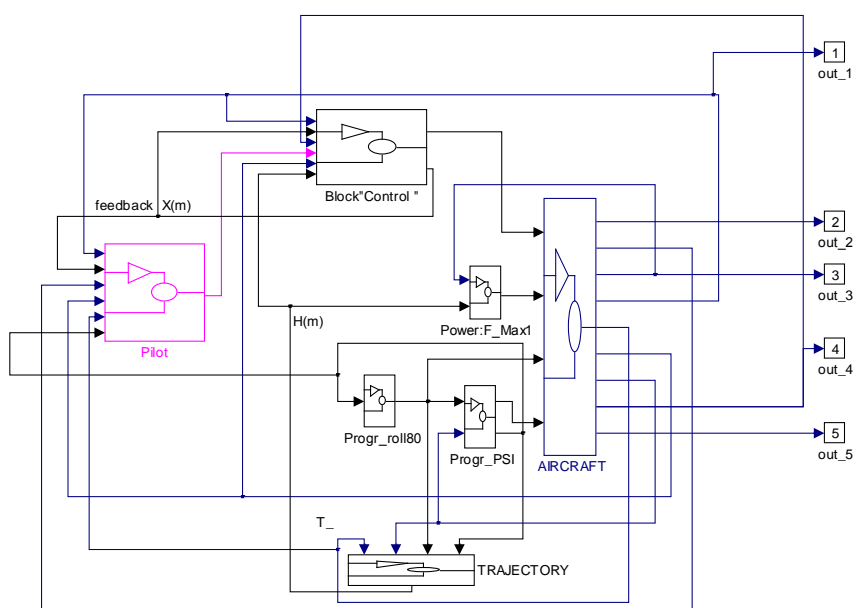 1
out_1
Block"Control "
feedback X(m)
2
out_2
3
out_3
H(m)
Power:F_Max1
Pilot
4
out_4
Progr_roll80
Progr_PSI
AIRCRAFT
5
out_5
T_
TRAJECTORY